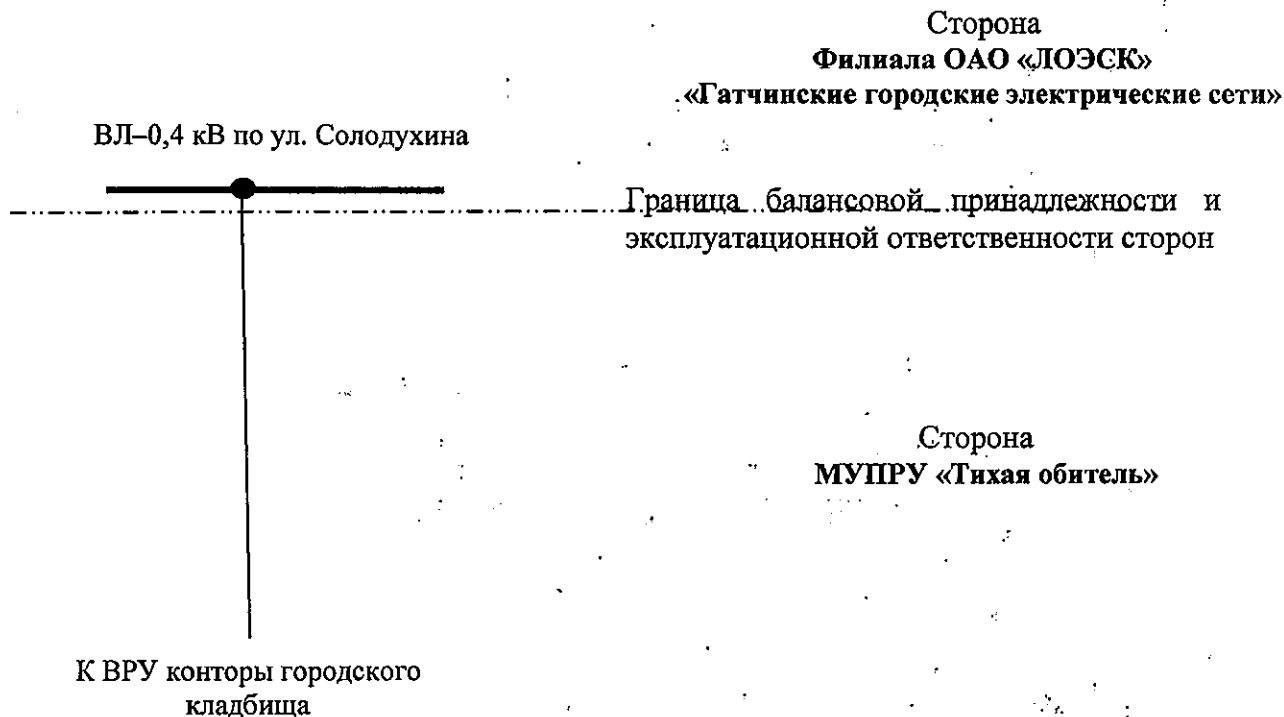 Сторона
Филиала ОАО «ЛОЭСК»
«Гатчинские городские электрические сети»
ВЛ–0,4 кВ по ул. Солодухина
Граница балансовой принадлежности и
эксплуатационной ответственности сторон
Сторона
МУПРУ «Тихая обитель»
К ВРУ конторы городского
кладбища